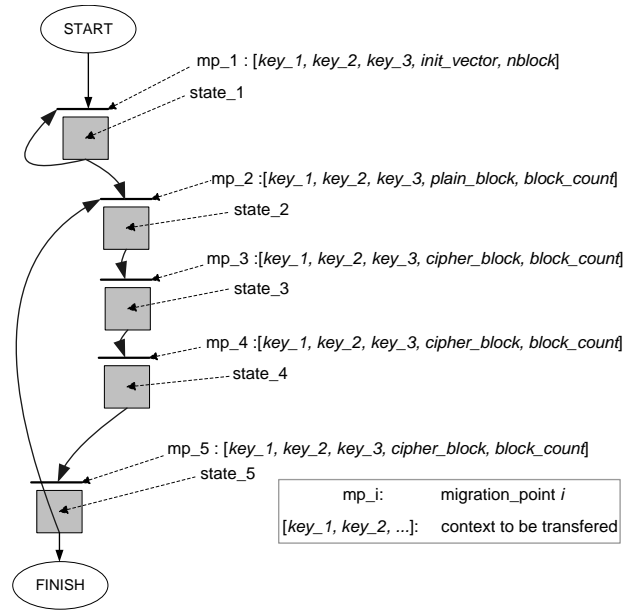 START
mp_1 : [key_1, key_2, key_3, init_vector, nblock]
state_1
mp_2 :[key_1, key_2, key_3, plain_block, block_count]
state_2
mp_3 :[key_1, key_2, key_3, cipher_block, block_count]
state_3
mp_4 :[key_1, key_2, key_3, cipher_block, block_count]
state_4
mp_5 : [key_1, key_2, key_3, cipher_block, block_count]
state_5
mp_i: migration_point i
[key_1, key_2, ...]: context to be transfered
FINISH